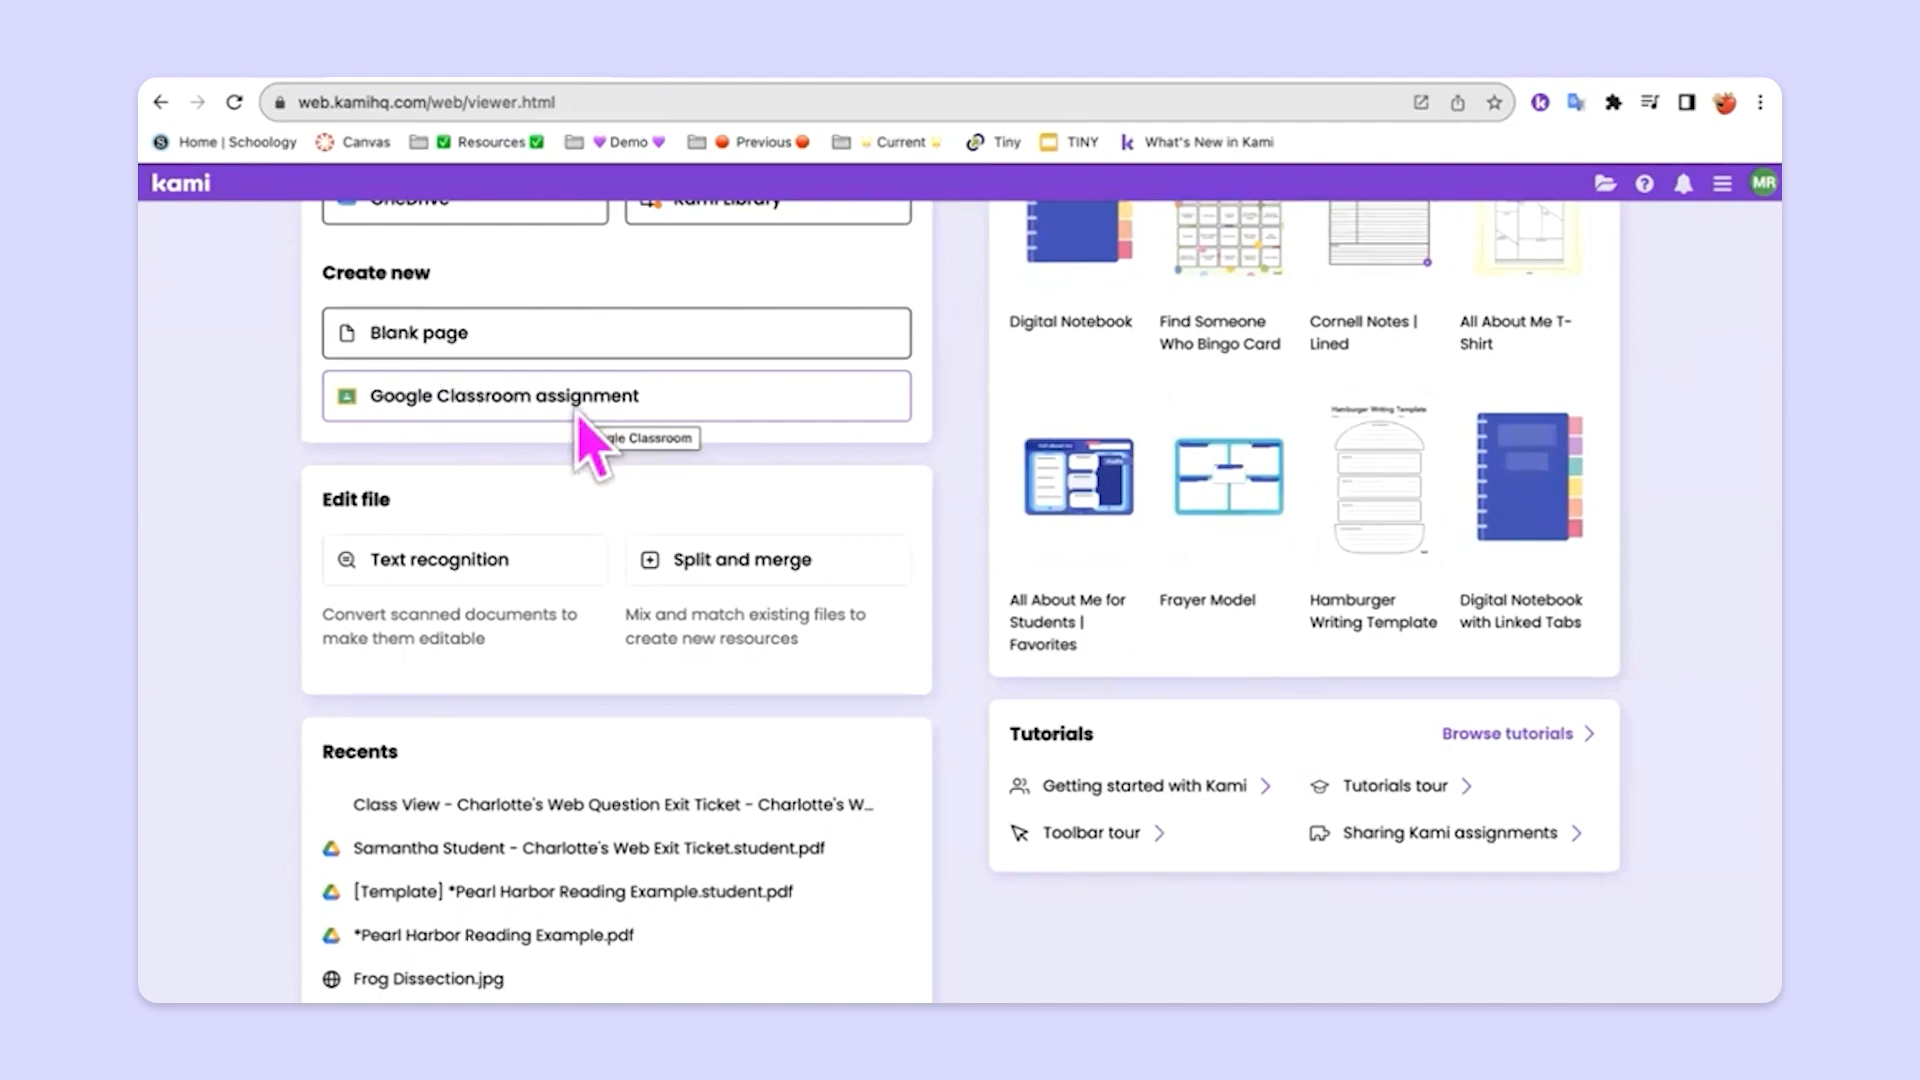 web.kamihq.com/web/viewer.html
Home | Schoology
Canvas
Resources
Demo
Previous
Current
Tiny
TINY
What's New in Kami
kami
MR
OneDrive
Kami Library
Create new
Blank page
Google Classroom assignment
Classroom
Edit file
Text recognition
Split and merge
Convert scanned documents to
make them editable
Mix and match existing files to
create new resources
Recents
Class View - Charlotte's Web Question Exit Ticket - Charlotte's W...
Samantha Student - Charlotte's Web Exit Ticket.student.pdf
[Template] *Pearl Harbor Reading Example.student.pdf
*Pearl Harbor Reading Example.pdf
Frog Dissection.jpg
Digital Notebook
Find Someone
Who Bingo Card
Cornell Notes |
Lined
All About Me T-
Shirt
Hamburger Writing Template
All About Me for
Students |
Favorites
Frayer Model
Hamburger
Writing Template
Digital Notebook
with Linked Tabs
Tutorials
Browse tutorials
Getting started with Kami
Tutorials tour
Toolbar tour
Sharing Kami assignments